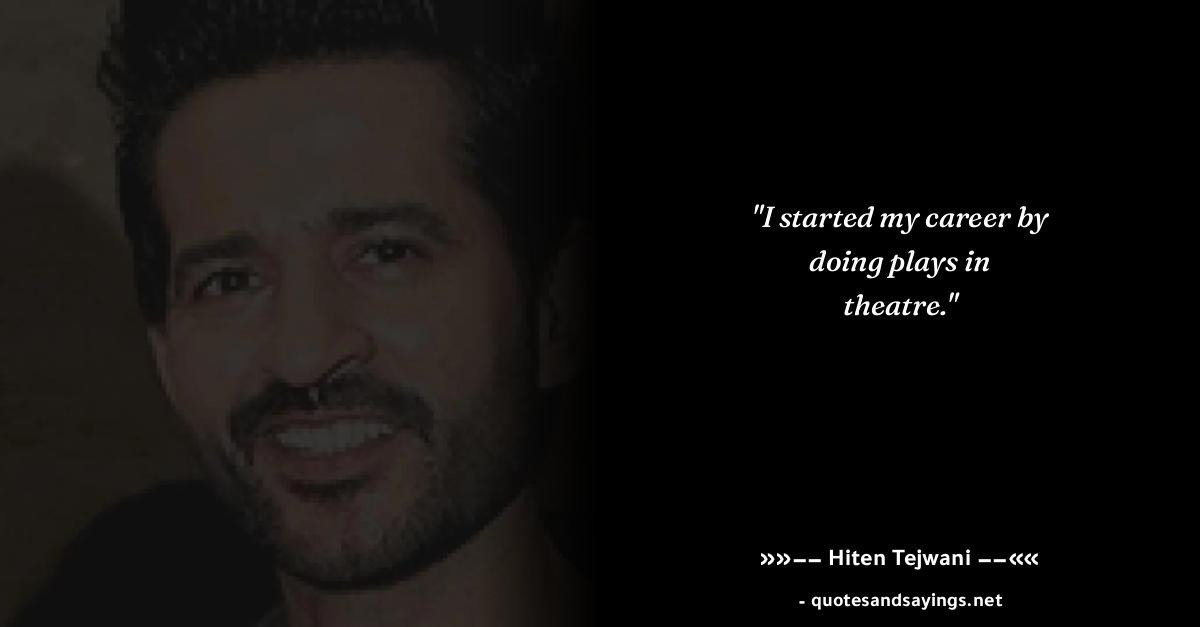 "I started my career by
doing plays in
theatre."
»»−− Hiten Tejwani −−««
- quotesandsayings.net